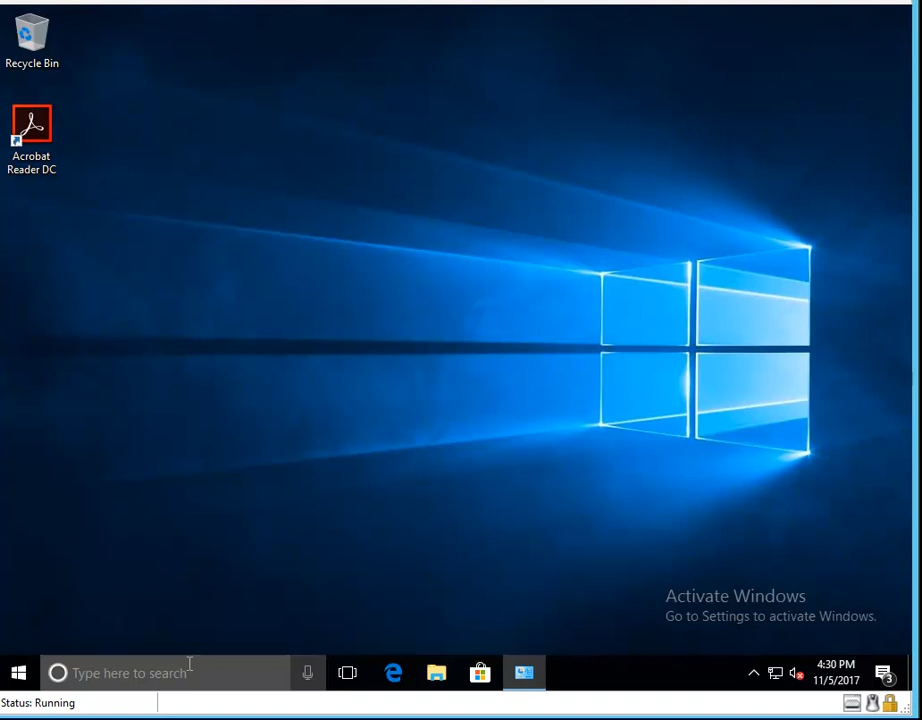 Recycle Bin
Acrobat
Reader DC
Activate Windows
Go to Settings to activate Windows.
Type here to search
4:30 PM
11/5/2017
3
Status: Running